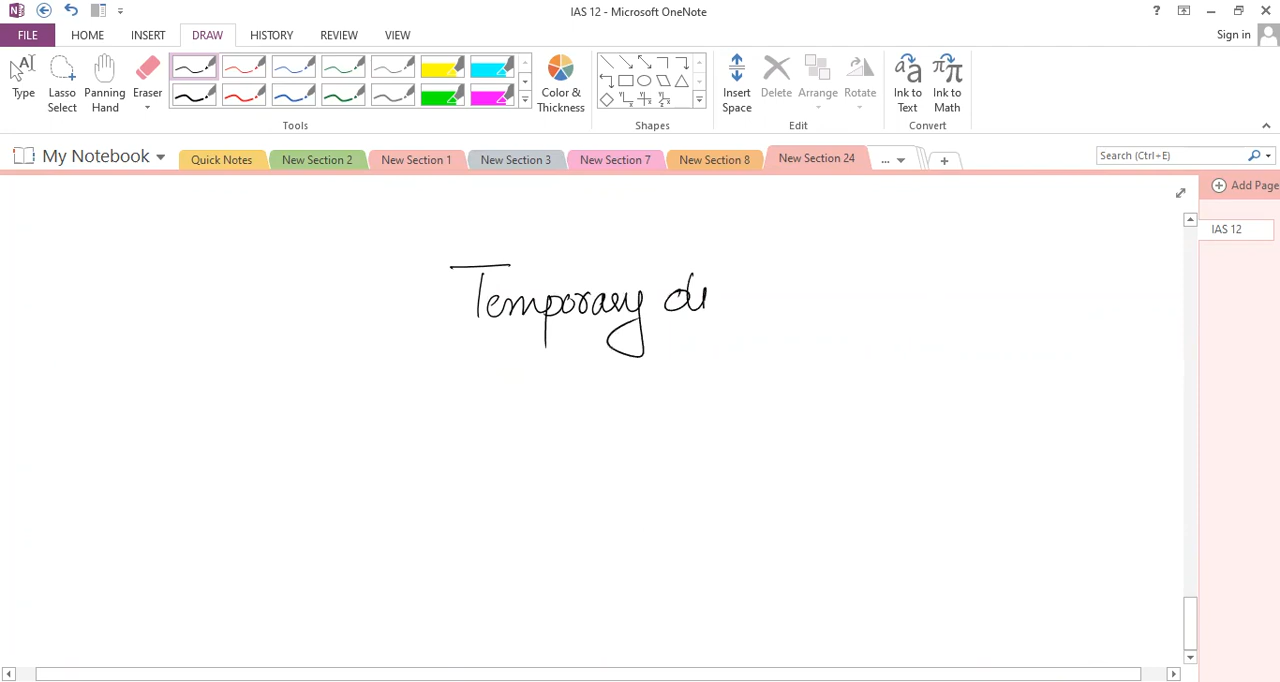 IAS 12 - Microsoft OneNote
?
FILE HOME INSERT DRAW HISTORY REVIEW VIEW Sign in
Type Lasso Select Panning Hand Eraser Color & Thickness Insert Space Delete Arrange Rotate Ink to Text Ink to Math
Tools Shapes Edit Convert
My Notebook Quick Notes New Section 2 New Section 1 New Section 3 New Section 7 New Section 8 New Section 24 ... + Search (Ctrl+E)
Add Page
IAS 12
Temporary di